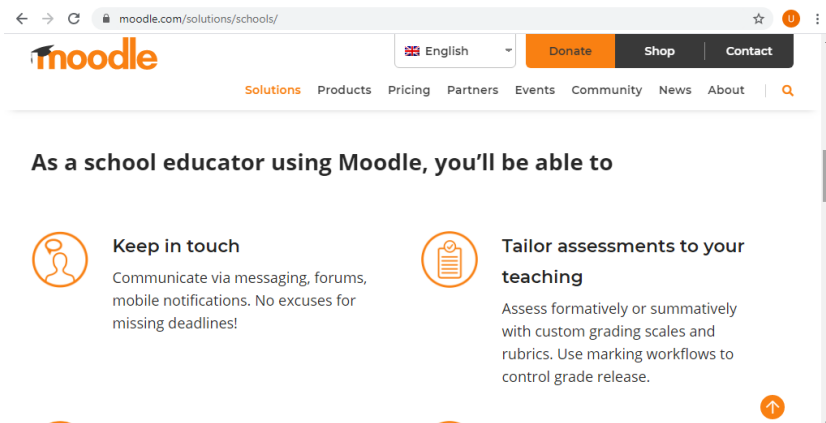 moodle.com/solutions/schools/
U
moodle
English
Donate
Shop
Contact
Solutions Products Pricing Partners Events Community News About
As a school educator using Moodle, you’ll be able to
Keep in touch
Communicate via messaging, forums,
mobile notifications. No excuses for
missing deadlines!
Tailor assessments to your
teaching
Assess formatively or summatively
with custom grading scales and
rubrics. Use marking workflows to
control grade release.